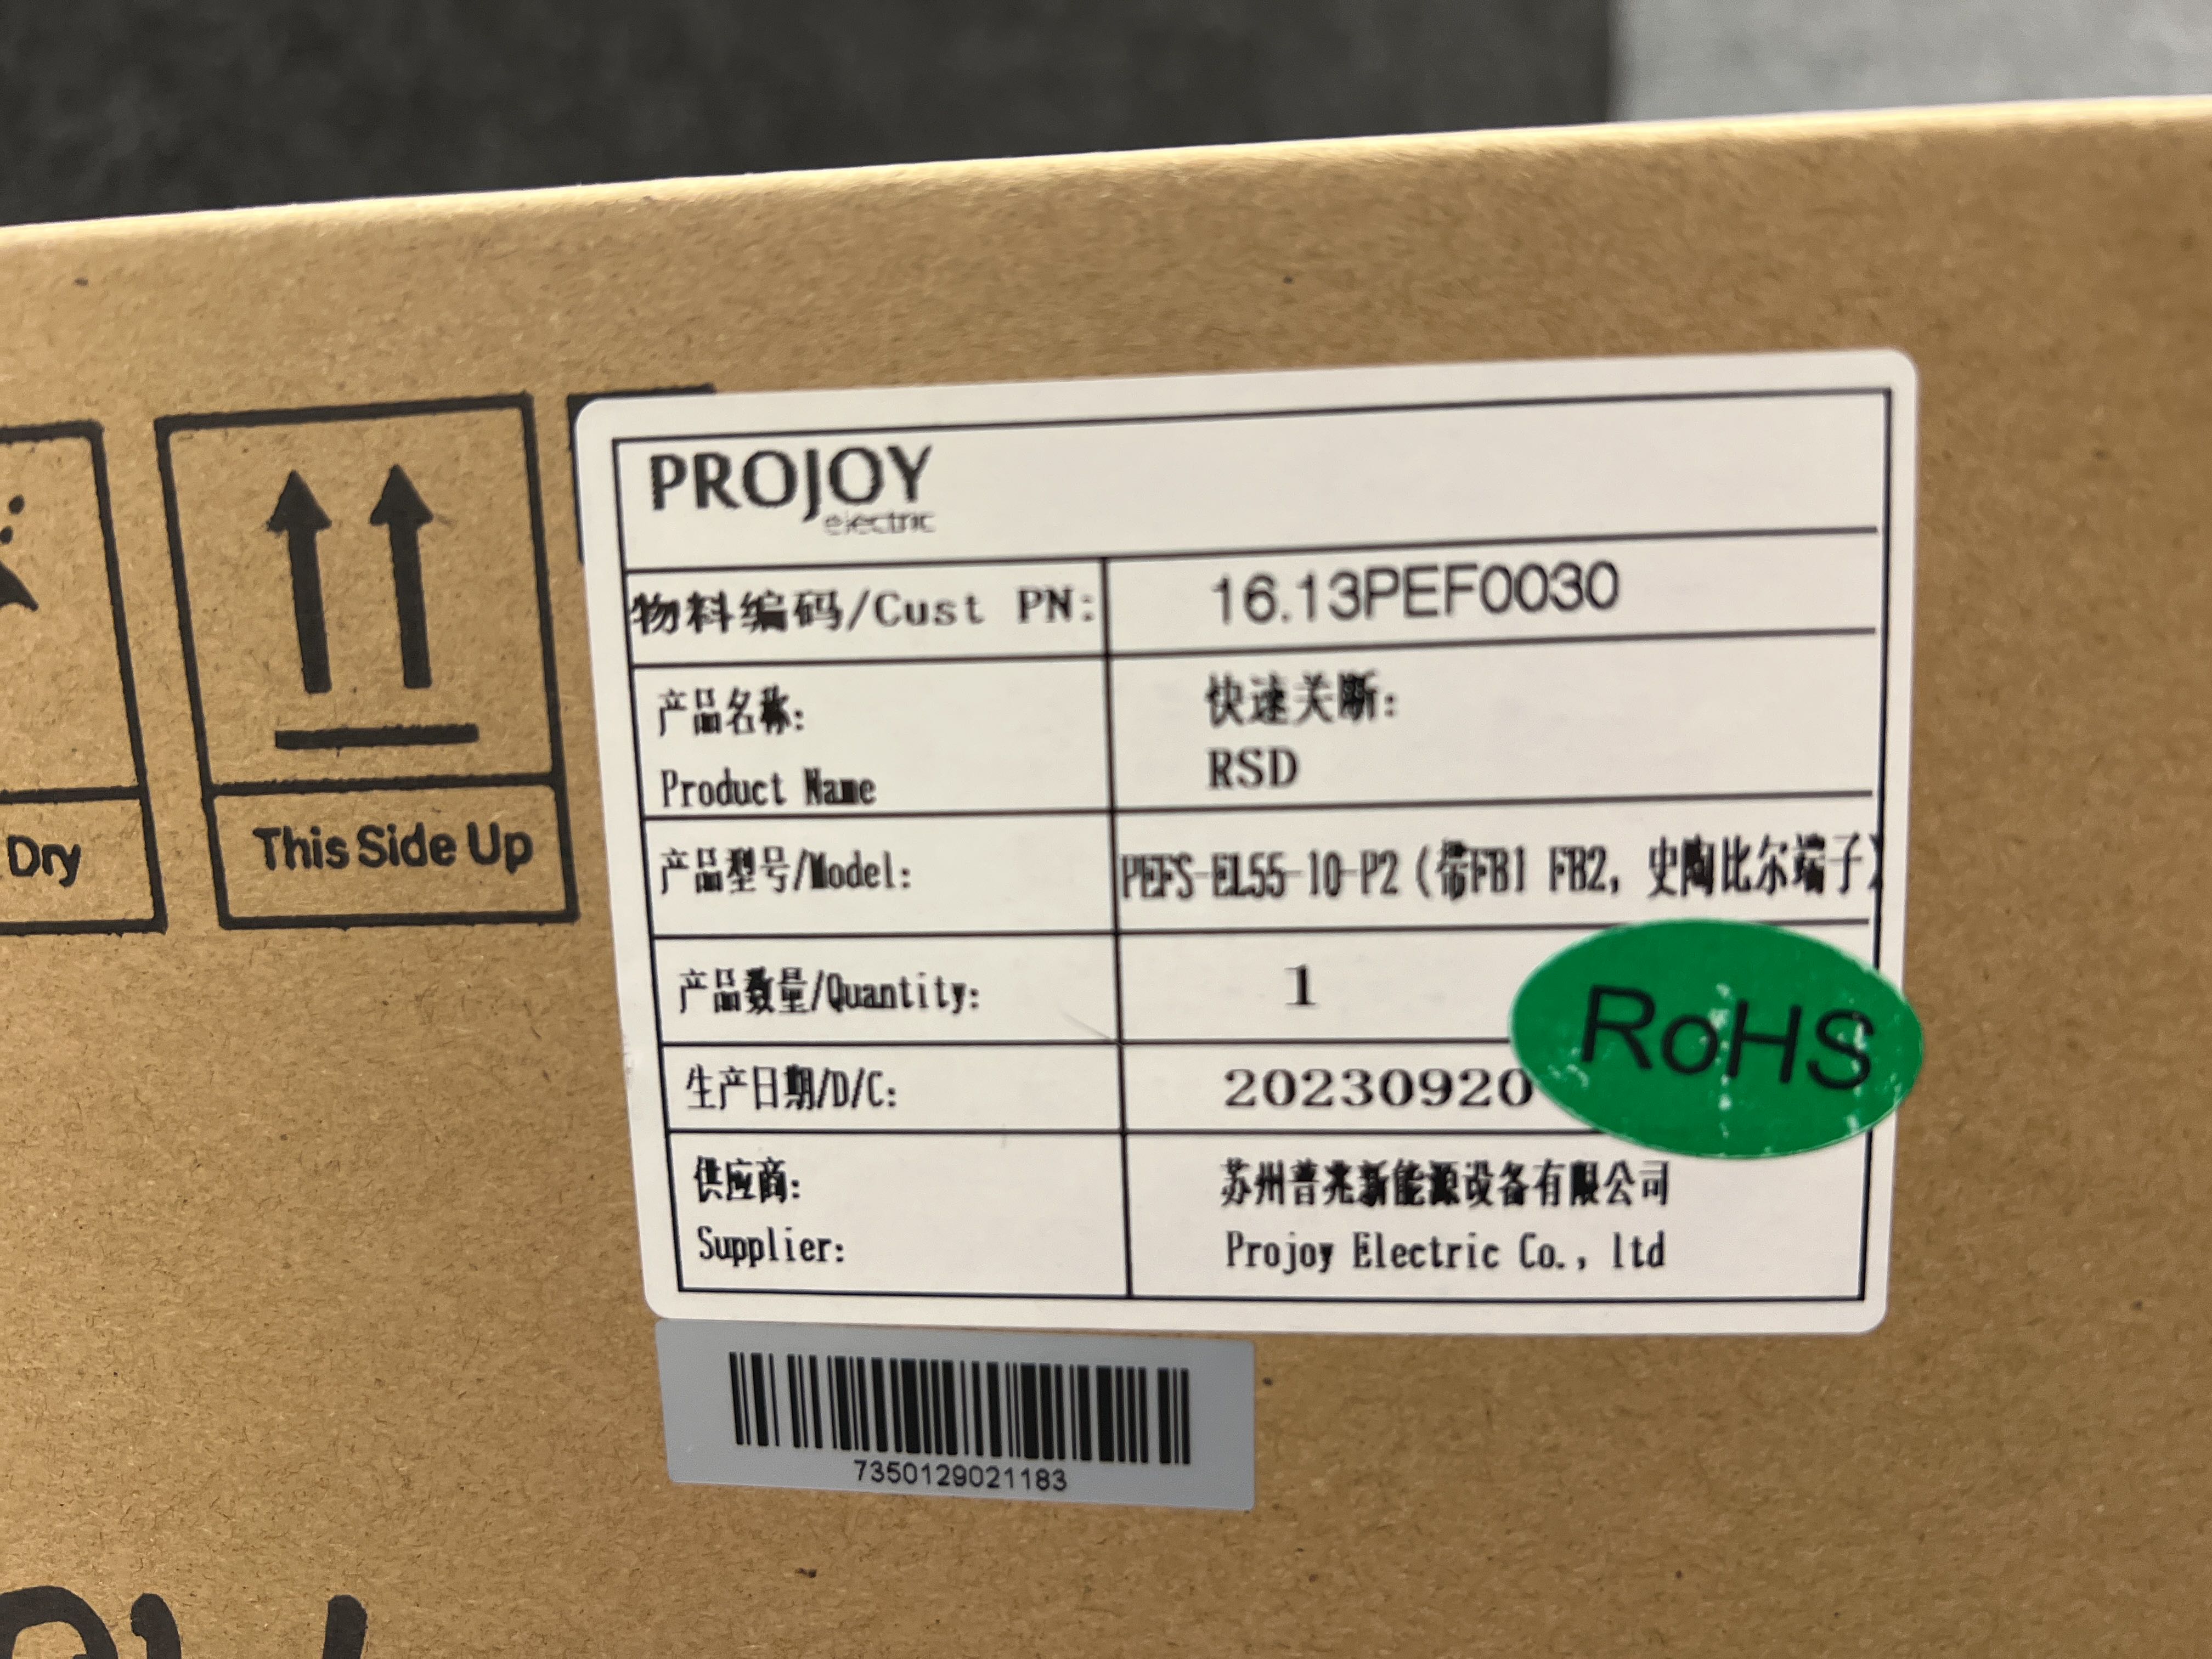 Dry
This Side Up
PROJOY
electric
物料编码/Cust PN: 16.13PEF0030
产品名称: 快速关断:
Product Name RSD
产品型号/Model: PEFS-EL55-10-P2(带FB1 FB2, 史陶比尔端子)
产品数量/Quantity: 1
RoHS
生产日期/D/C: 20230920
供应商: 苏州普兆新能源设备有限公司
Supplier: Projoy Electric Co., ltd
7350129021183